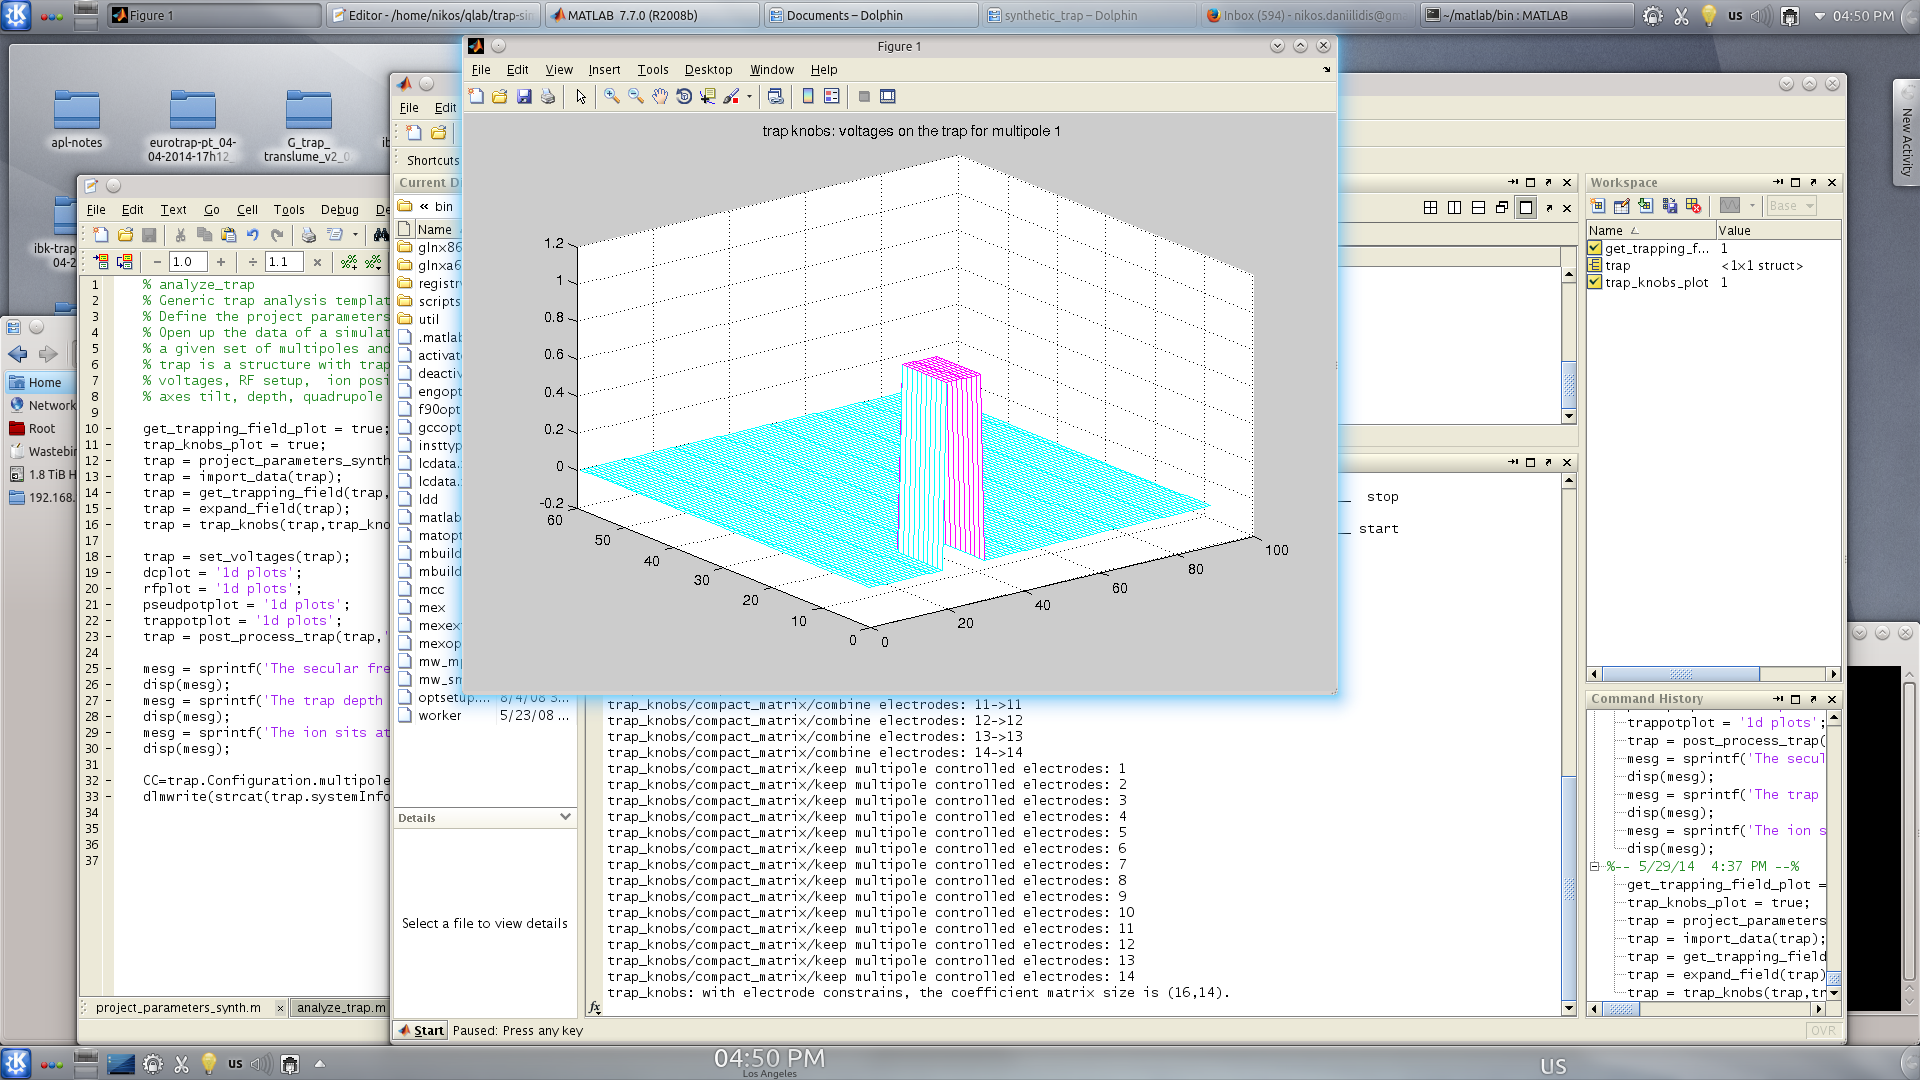 Figure 1
Editor - /home/nikos/qlab/trap-si
MATLAB 7.7.0 (R2008b)
Documents – Dolphin
synthetic_trap – Dolphin
Inbox (594) - nikos.daniilidis@gm
~/matlab/bin : MATLAB
us
04:50 PM
apl-notes
eurotrap-pt_04-
04-2014-17h12_
G_trap_
translume_v2_0
ibk-trap
04-2
New Activity
Figure 1
File Edit View Insert Tools Desktop Window Help
trap knobs: voltages on the trap for multipole 1
1.2
1
0.8
0.6
0.4
0.2
0
-0.2
60
50
40
30
20
10
0
0
20
40
60
80
100
File Edit Text Go Cell Tools Debug De
1.0
1.1
1 % analyze_trap
2 % Generic trap analysis templat
3 % Define the project parameters
4 % Open up the data of a simulat
5 % a given set of multipoles and
6 % trap is a structure with trap
7 % voltages, RF setup, ion posi
8 % axes tilt, depth, quadrupole
9
10 get_trapping_field_plot = true;
11 trap_knobs_plot = true;
12 trap = project_parameters_synth
13 trap = import_data(trap);
14 trap = get_trapping_field(trap,
15 trap = expand_field(trap);
16 trap = trap_knobs(trap,trap_kno
17
18 trap = set_voltages(trap);
19 dcplot = '1d plots';
20 rfplot = '1d plots';
21 pseudpotplot = '1d plots';
22 trappotplot = '1d plots';
23 trap = post_process_trap(trap,'
24
25 mesg = sprintf('The secular fre
26 disp(mesg);
27 mesg = sprintf('The trap depth
28 disp(mesg);
29 mesg = sprintf('The ion sits at
30 disp(mesg);
31
32 CC=trap.Configuration.multipole
33 dlmwrite(strcat(trap.systemInfo
34
35
36
37
project_parameters_synth.m × analyze_trap.m
Home
Network
Root
Wastebin
1.8 TiB H
192.168.
File Edit
Shortcuts
Current D
« bin
Name
glnx86
glnxa6
registr
scripts
util
.matlab
activat
deactiv
engopt
f90opt
gccopt
insttyp
lcdata.
lcdata.
ldd
matlab
matopt
mbuild
mbuild
mcc
mex
mexex
mexop
mw_m
mw_sm
optsetup.... 8/4/08 3...
worker 5/23/08 ...
Details
Select a file to view details
stop
start
trap_knobs/compact_matrix/combine electrodes: 11->11
trap_knobs/compact_matrix/combine electrodes: 12->12
trap_knobs/compact_matrix/combine electrodes: 13->13
trap_knobs/compact_matrix/combine electrodes: 14->14
trap_knobs/compact_matrix/keep multipole controlled electrodes: 1
trap_knobs/compact_matrix/keep multipole controlled electrodes: 2
trap_knobs/compact_matrix/keep multipole controlled electrodes: 3
trap_knobs/compact_matrix/keep multipole controlled electrodes: 4
trap_knobs/compact_matrix/keep multipole controlled electrodes: 5
trap_knobs/compact_matrix/keep multipole controlled electrodes: 6
trap_knobs/compact_matrix/keep multipole controlled electrodes: 7
trap_knobs/compact_matrix/keep multipole controlled electrodes: 8
trap_knobs/compact_matrix/keep multipole controlled electrodes: 9
trap_knobs/compact_matrix/keep multipole controlled electrodes: 10
trap_knobs/compact_matrix/keep multipole controlled electrodes: 11
trap_knobs/compact_matrix/keep multipole controlled electrodes: 12
trap_knobs/compact_matrix/keep multipole controlled electrodes: 13
trap_knobs/compact_matrix/keep multipole controlled electrodes: 14
trap_knobs: with electrode constrains, the coefficient matrix size is (16,14).
fx
Start Paused: Press any key
OVR
Workspace
Base
Name Value
get_trapping_f... 1
trap <1x1 struct>
trap_knobs_plot 1
Command History
trappotplot = '1d plots';
trap = post_process_trap(
mesg = sprintf('The secul
disp(mesg);
mesg = sprintf('The trap
disp(mesg);
mesg = sprintf('The ion s
disp(mesg);
%-- 5/29/14 4:37 PM --%
get_trapping_field_plot =
trap_knobs_plot = true;
trap = project_parameters
trap = import_data(trap);
trap = get_trapping_field
trap = expand_field(trap)
trap = trap_knobs(trap,tr
us
04:50 PM
Los Angeles
US